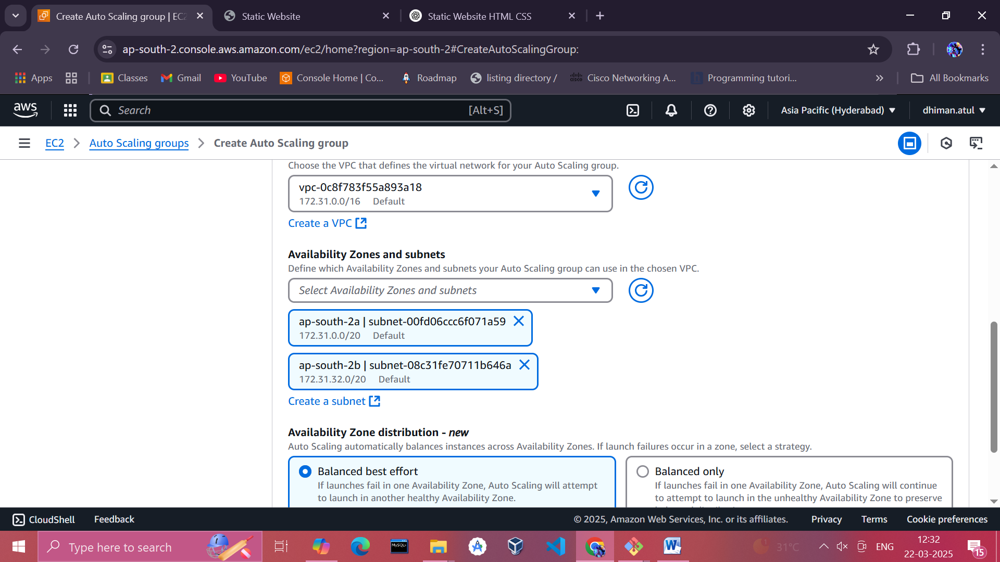 Create Auto Scaling group | EC2
Static Website
Static Website HTML CSS
ap-south-2.console.aws.amazon.com/ec2/home?region=ap-south-2#CreateAutoScalingGroup:
Apps
Classes
Gmail
YouTube
Console Home | Co...
Roadmap
listing directory /
Cisco Networking A...
Programming tutori...
All Bookmarks
aws
Search
[Alt+S]
Asia Pacific (Hyderabad)
dhiman.atul
EC2
Auto Scaling groups
Create Auto Scaling group
Choose the VPC that defines the virtual network for your Auto Scaling group.
vpc-0c8f783f55a893a18
172.31.0.0/16 Default
Create a VPC
Availability Zones and subnets
Define which Availability Zones and subnets your Auto Scaling group can use in the chosen VPC.
Select Availability Zones and subnets
ap-south-2a | subnet-00fd06ccc6f071a59
172.31.0.0/20 Default
ap-south-2b | subnet-08c31fe70711b646a
172.31.32.0/20 Default
Create a subnet
Availability Zone distribution - new
Auto Scaling automatically balances instances across Availability Zones. If launch failures occur in a zone, select a strategy.
Balanced best effort
If launches fail in one Availability Zone, Auto Scaling will attempt
to launch in another healthy Availability Zone.
Balanced only
If launches fail in one Availability Zone, Auto Scaling will continue
to attempt to launch in the unhealthy Availability Zone to preserve
CloudShell
Feedback
© 2025, Amazon Web Services, Inc. or its affiliates.
Privacy
Terms
Cookie preferences
Type here to search
MySQL
31°C
ENG
12:32
22-03-2025
15